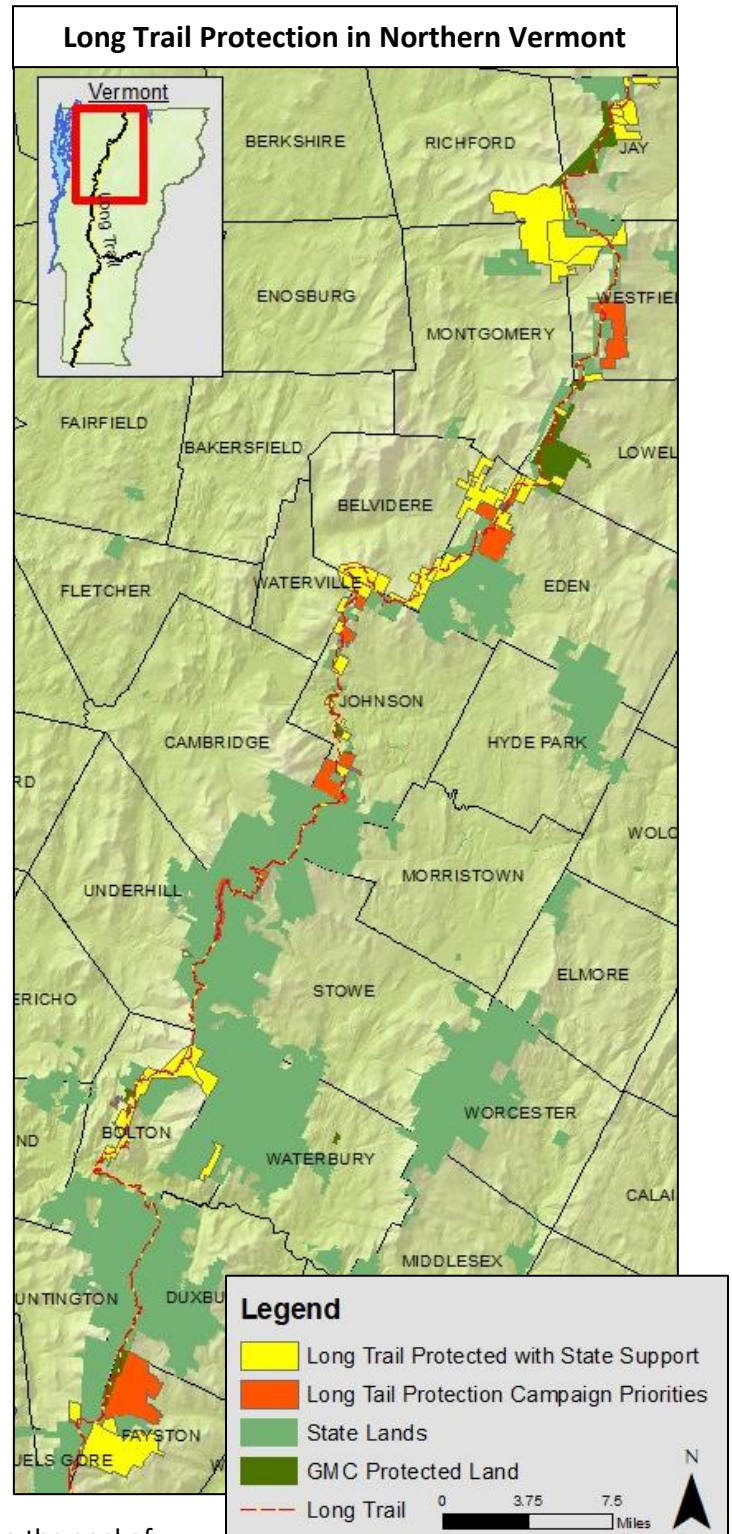 Long Trail Protection in Northern Vermont
Vermont
Long Trail
BERKSHIRE
RICHFORD
JAY
ENOSBURG
MONTGOMERY
WESTFIEL
FAIRFIELD
BAKERSFIELD
LOWEL
BELVIDERE
FLETCHER
WATERVILLE
EDEN
JOHNSON
CAMBRIDGE
HYDE PARK
RD
WOLC
MORRISTOWN
UNDERHILL
ELMORE
STOWE
ERICHO
WORCESTER
BOLTON
ND
WATERBURY
CALAI
MIDDLESEX
UNTINGTON
DUXBU
FAYSTON
UELS GORE
W
Legend
Long Trail Protected with State Support
Long Tail Protection Campaign Priorities
State Lands
GMC Protected Land
Long Trail
0 3.75 7.5
Miles
N